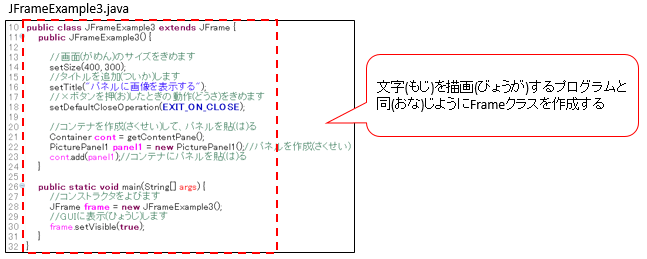 JFrameExample3.java
10 public class JFrameExample3 extends JFrame {
11 public JFrameExample3() {
12
13 //画面(がめん)のサイズをきめます
14 setSize(400, 300);
15 //タイトルを追加(ついか)します
16 setTitle("パネルに画像を表示する");
17 //×ボタンを押(お)したときの動作(どうさ)をきめます
18 setDefaultCloseOperation(EXIT_ON_CLOSE);
19
20 //コンテナを作成(さくせい)して、パネルを貼(は)る
21 Container cont = getContentPane();
22 PicturePanel1 panel1 = new PicturePanel1();//パネルを作成(さくせい)
23 cont.add(panel1);//コンテナにパネルを貼(は)る
24 }
25
26 public static void main(String[] args) {
27 //コンストラクタをよびます
28 JFrame frame = new JFrameExample3();
29 //GUIに表示(ひょうじ)します
30 frame.setVisible(true);
31 }
32 }
文字(もじ)を描画(びょうが)するプログラムと
同(おな)じようにFrameクラスを作成する